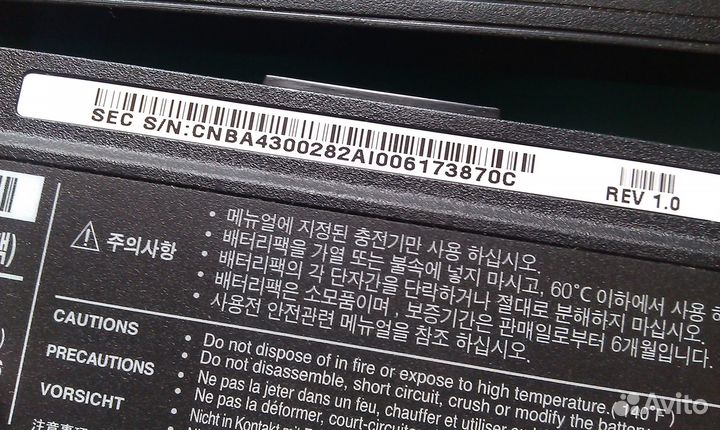 SEC S/N:CNBA4300282AI006173870C
REV 1.0
주의사항
• 메뉴얼에 지정된 충전기만 사용 하십시오.
• 배터리팩을 가열 또는 불속에 넣지 마시고, 60°C 이하에서 사용 하
• 배터리팩의 각 단자간을 단락하거나 절대로 분해하지 마십시오.
• 배터리팩은 소모품이며, 보증기간은 판매일로부터 6개월입니다.
• 사용전 안전관련 메뉴얼을 참조 하십시오.
CAUTIONS
PRECAUTIONS
VORSICHT
注意事項
• Do not dispose of in fire or expose to high temperature. (140°F)
• Do not disassemble, short circuit, crush or modify the battery
• Ne pas la jeter dans un feu, chauffer et utiliser
Ne pas la déformer, court-circuiter,
Nicht in Kontakt mit
Avito